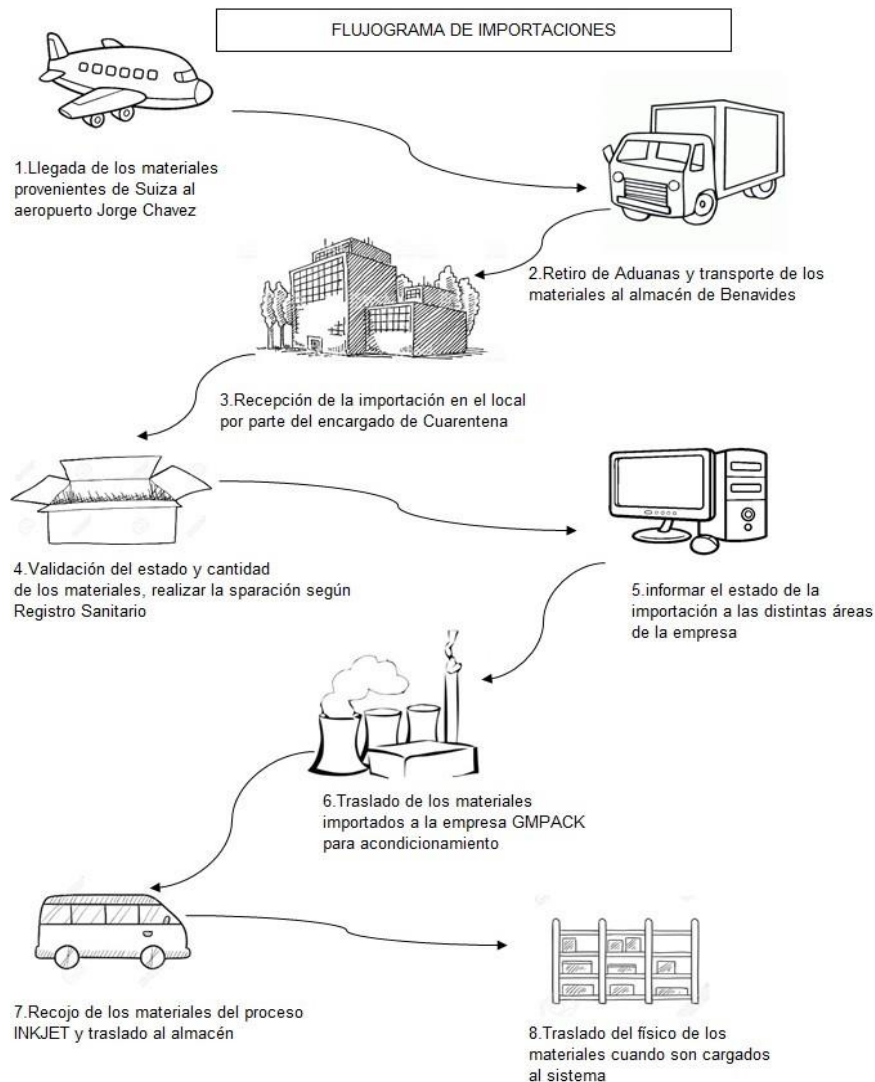 FLUJOGRAMA DE IMPORTACIONES
1.Llegada de los materiales
provenientes de Suiza al
aeropuerto Jorge Chavez
2.Retiro de Aduanas y transporte de los
materiales al almacén de Benavides
3.Recepción de la importación en el local
por parte del encargado de Cuarentena
4.Validación del estado y cantidad
de los materiales, realizar la sparación según
Registro Sanitario
5.informar el estado de la
importación a las distintas áreas
de la empresa
6.Traslado de los materiales
importados a la empresa GMPACK
para acondicionamiento
7.Recojo de los materiales del proceso
INKJET y traslado al almacén
8.Traslado del físico de los
materiales cuando son cargados
al sistema